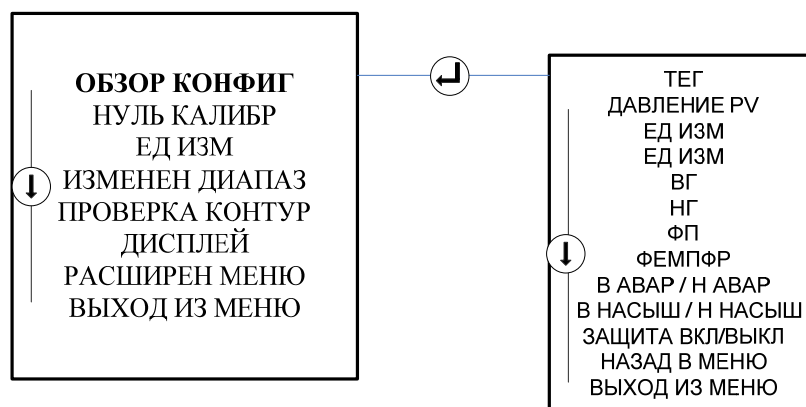 ОБЗОР КОНФИГ
НУЛЬ КАЛИБР
ЕД ИЗМ
ИЗМЕНЕН ДИАПАЗ
ПРОВЕРКА КОНТУР
ДИСПЛЕЙ
РАСШИРЕН МЕНЮ
ВЫХОД ИЗ МЕНЮ
ТЕГ
ДАВЛЕНИЕ PV
ЕД ИЗМ
ЕД ИЗМ
ВГ
НГ
ФП
ФЕМПФР
В АВАР / Н АВАР
В НАСЫШ / Н НАСЫШ
ЗАЩИТА ВКЛ/ВЫКЛ
НАЗАД В МЕНЮ
ВЫХОД ИЗ МЕНЮ